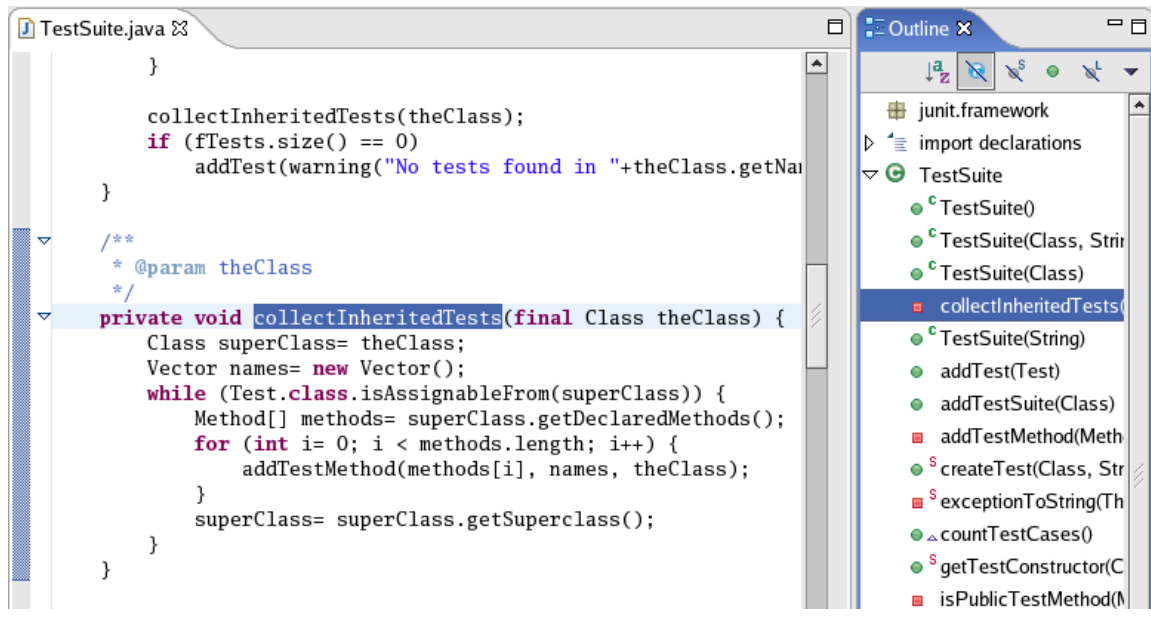 TestSuite.java
}
collectInheritedTests(theClass);
if (fTests.size() == 0)
addTest(warning("No tests found in "+theClass.getNa
}
/**
* @param theClass
*/
private void collectInheritedTests(final Class theClass) {
Class superClass= theClass;
Vector names= new Vector();
while (Test.class.isAssignableFrom(superClass)) {
Method[] methods= superClass.getDeclaredMethods();
for (int i= 0; i < methods.length; i++) {
addTestMethod(methods[i], names, theClass);
}
superClass= superClass.getSuperclass();
}
}
Outline
junit.framework
import declarations
TestSuite
TestSuite()
TestSuite(Class, Strin
TestSuite(Class)
collectInheritedTests(
TestSuite(String)
addTest(Test)
addTestSuite(Class)
addTestMethod(Meth
createTest(Class, Str
exceptionToString(Th
countTestCases()
getTestConstructor(C
isPublicTestMethod(M